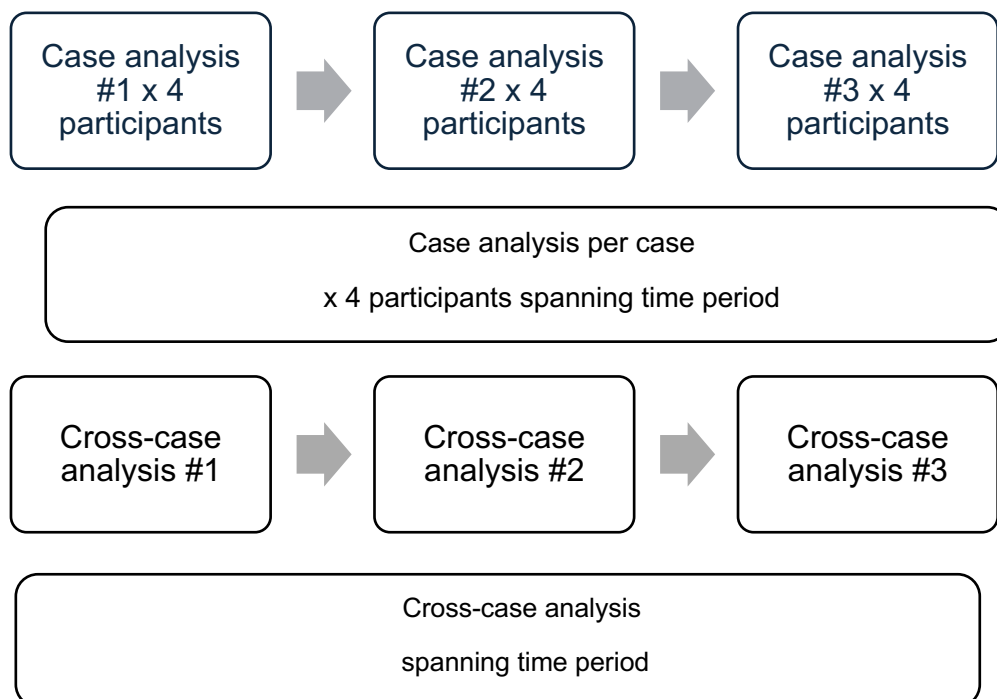 Case analysis
#1 x 4
participants
Case analysis
#2 x 4
participants
Case analysis
#3 x 4
participants
Case analysis per case
x 4 participants spanning time period
Cross-case
analysis #1
Cross-case
analysis #2
Cross-case
analysis #3
Cross-case analysis
spanning time period